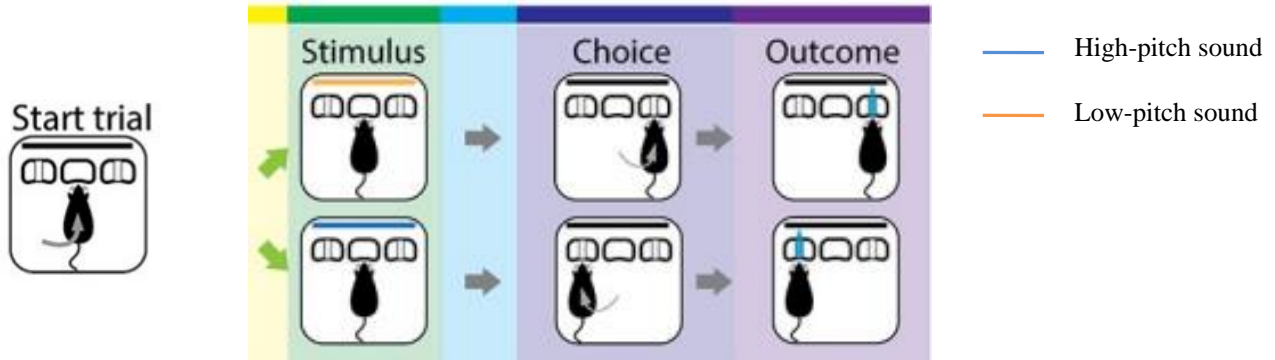 Start trial
Stimulus
Choice
Outcome
High-pitch sound
Low-pitch sound